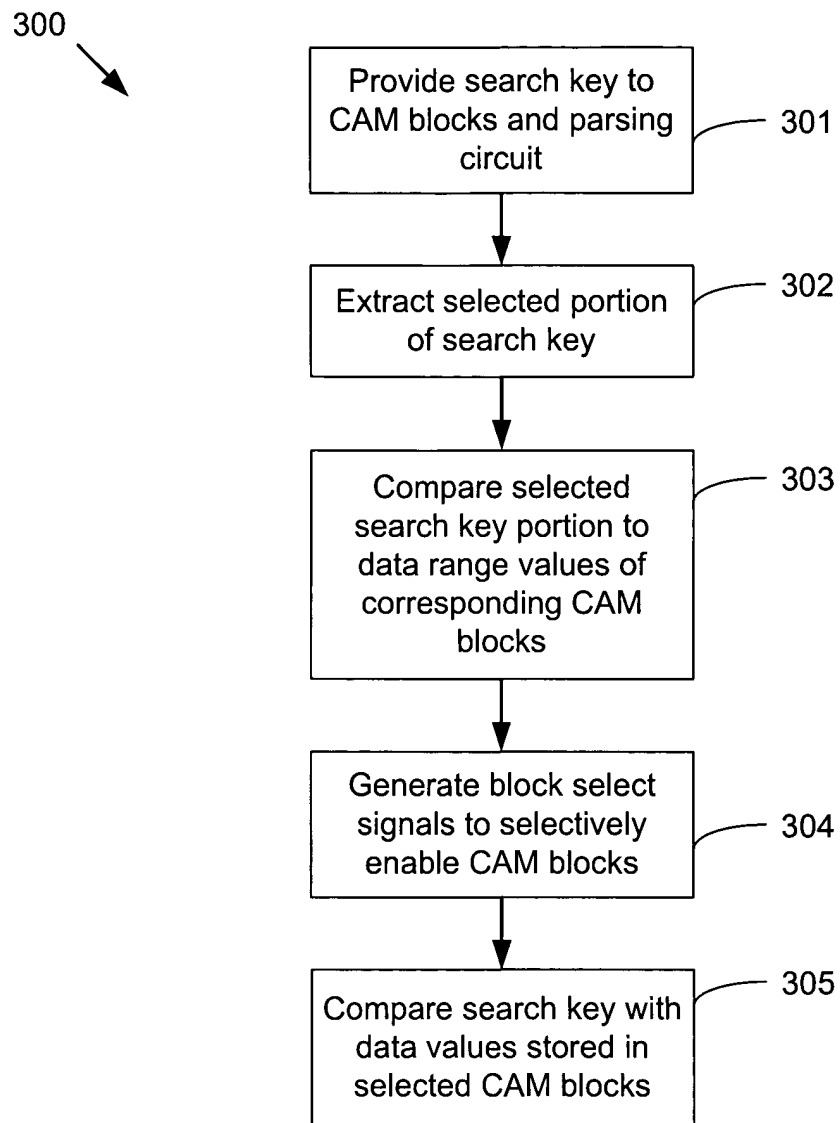 300
Provide search key to
CAM blocks and parsing
circuit
301
Extract selected portion
of search key
302
Compare selected
search key portion to
data range values of
corresponding CAM
blocks
303
Generate block select
signals to selectively
enable CAM blocks
304
Compare search key with
data values stored in
selected CAM blocks
305